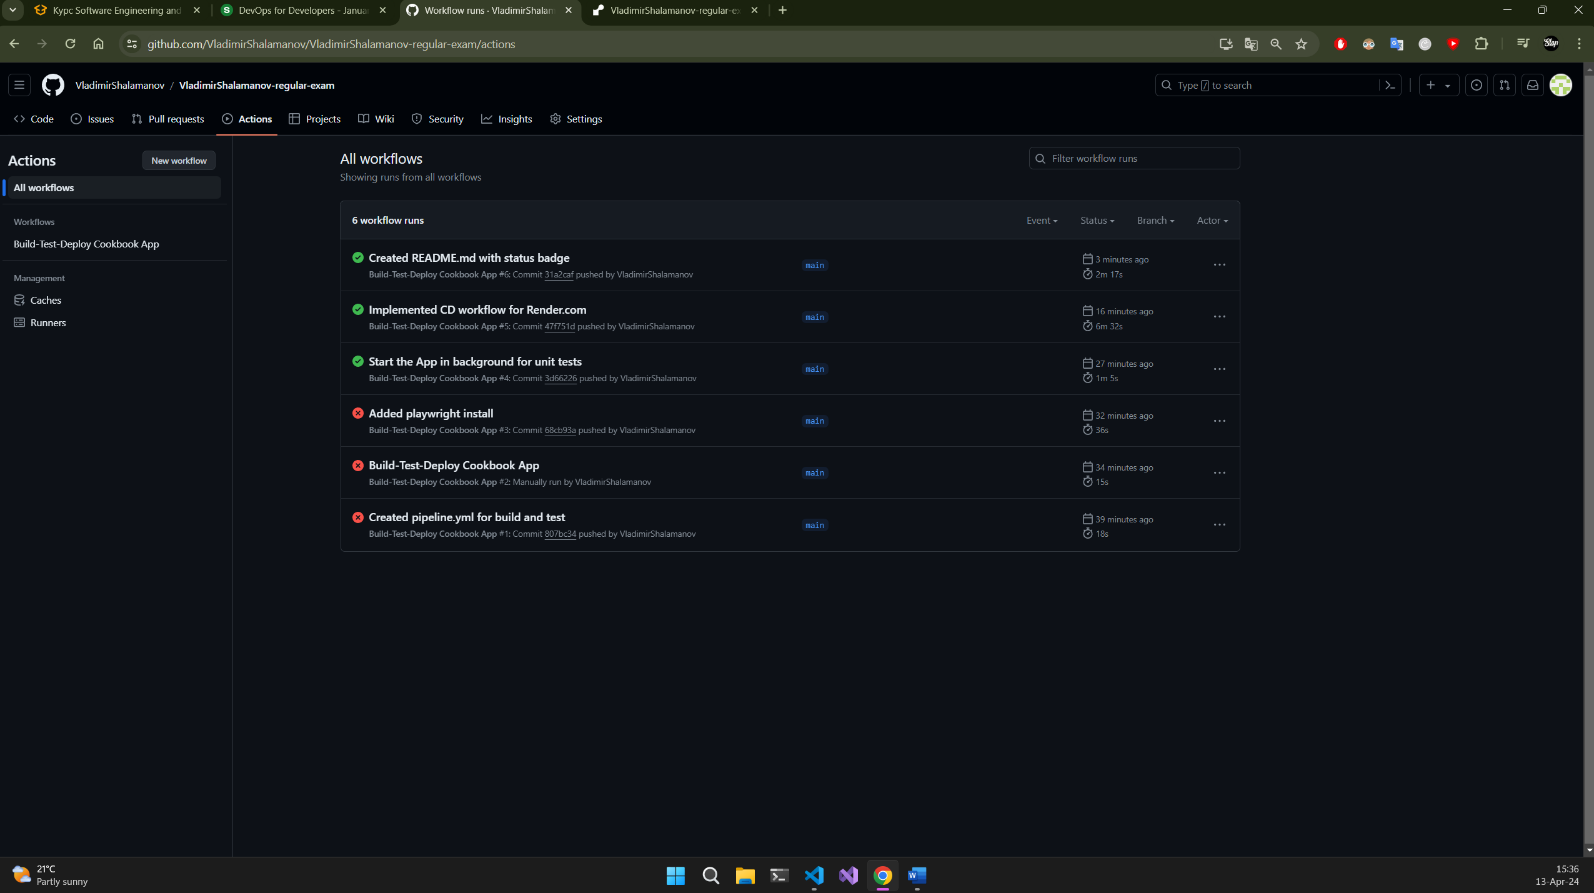 Курс Software Engineering and
DevOps for Developers - Janua
Workflow runs · VladimirShalam
VladimirShalamanov-regular-ex
github.com/VladimirShalamanov/VladimirShalamanov-regular-exam/actions
VladimirShalamanov / VladimirShalamanov-regular-exam
Type / to search
Code
Issues
Pull requests
Actions
Projects
Wiki
Security
Insights
Settings
Actions
New workflow
All workflows
Workflows
Build-Test-Deploy Cookbook App
Management
Caches
Runners
All workflows
Showing runs from all workflows
Filter workflow runs
6 workflow runs
Event
Status
Branch
Actor
Created README.md with status badge
Build-Test-Deploy Cookbook App #6: Commit 31a2caf pushed by VladimirShalamanov
main
3 minutes ago
2m 17s
Implemented CD workflow for Render.com
Build-Test-Deploy Cookbook App #5: Commit 47f751d pushed by VladimirShalamanov
main
16 minutes ago
6m 32s
Start the App in background for unit tests
Build-Test-Deploy Cookbook App #4: Commit 3d66226 pushed by VladimirShalamanov
main
27 minutes ago
1m 5s
Added playwright install
Build-Test-Deploy Cookbook App #3: Commit 68cb93a pushed by VladimirShalamanov
main
32 minutes ago
36s
Build-Test-Deploy Cookbook App
Build-Test-Deploy Cookbook App #2: Manually run by VladimirShalamanov
main
34 minutes ago
15s
Created pipeline.yml for build and test
Build-Test-Deploy Cookbook App #1: Commit 807bc34 pushed by VladimirShalamanov
main
39 minutes ago
18s
21°C
Partly sunny
15:36
13-Apr-24